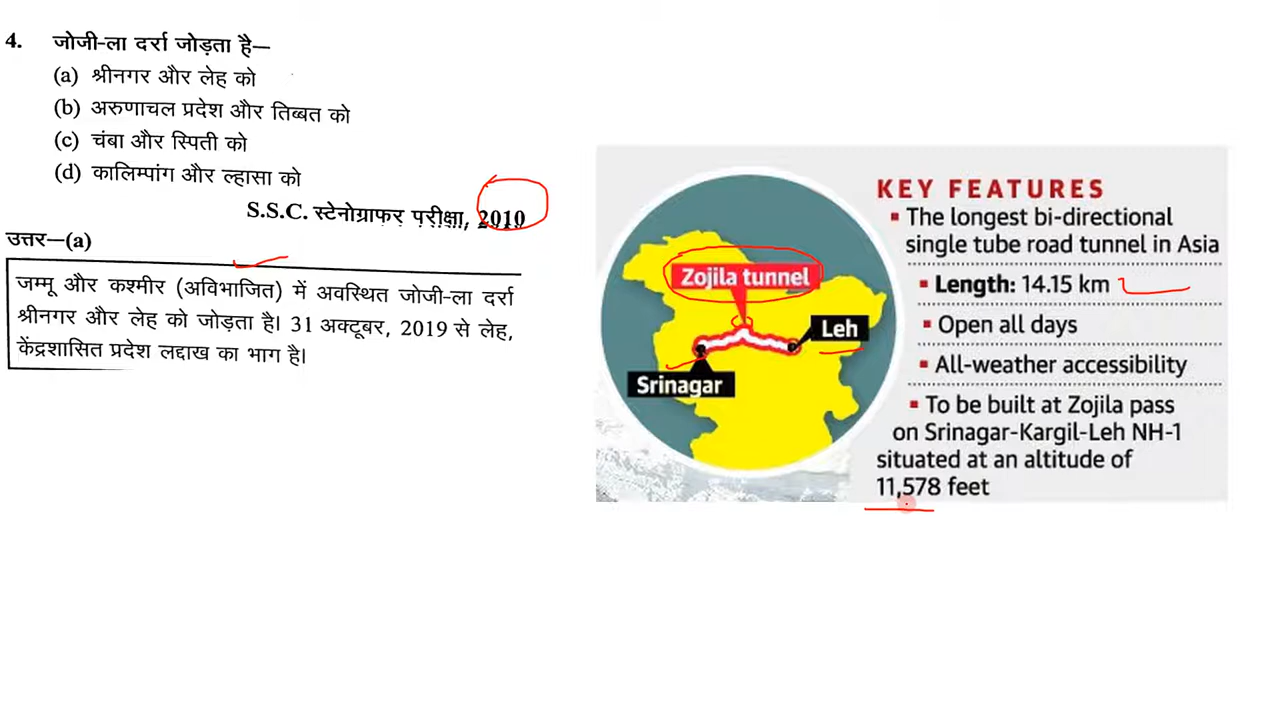 4. जोजी-ला दर्रा जोड़ता है—
(a) श्रीनगर और लेह को
(b) अरुणाचल प्रदेश और तिब्बत को
(c) चंबा और स्पिती को
(d) कालिम्पांग और ल्हासा को
S.S.C. स्टेनोग्राफर परीक्षा, 2010
उत्तर—(a)
जम्मू और कश्मीर (अविभाजित) में अवस्थित जोजी-ला दर्रा
श्रीनगर और लेह को जोड़ता है। 31 अक्टूबर, 2019 से लेह,
केंद्रशासित प्रदेश लद्दाख का भाग है।
Zojila tunnel
Leh
Srinagar
KEY FEATURES
▪ The longest bi-directional
single tube road tunnel in Asia
▪ Length: 14.15 km
▪ Open all days
▪ All-weather accessibility
▪ To be built at Zojila pass
on Srinagar-Kargil-Leh NH-1
situated at an altitude of
11,578 feet